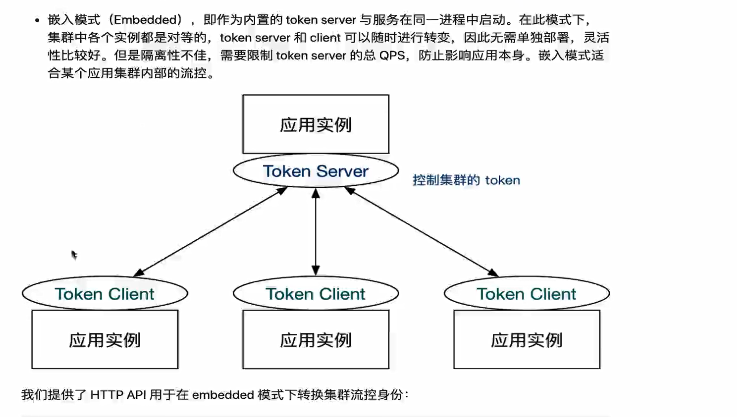 • 嵌入模式（Embedded），即作为内置的 token server 与服务在同一进程中启动。在此模式下，
集群中各个实例都是对等的，token server 和 client 可以随时进行转变，因此无需单独部署，灵活
性比较好。但是隔离性不佳，需要限制 token server 的总 QPS，防止影响应用本身。嵌入模式适
合某个应用集群内部的流控。
应用实例
Token Server
控制集群的 token
Token Client
Token Client
Token Client
应用实例
应用实例
应用实例
我们提供了 HTTP API 用于在 embedded 模式下转换集群流控身份：